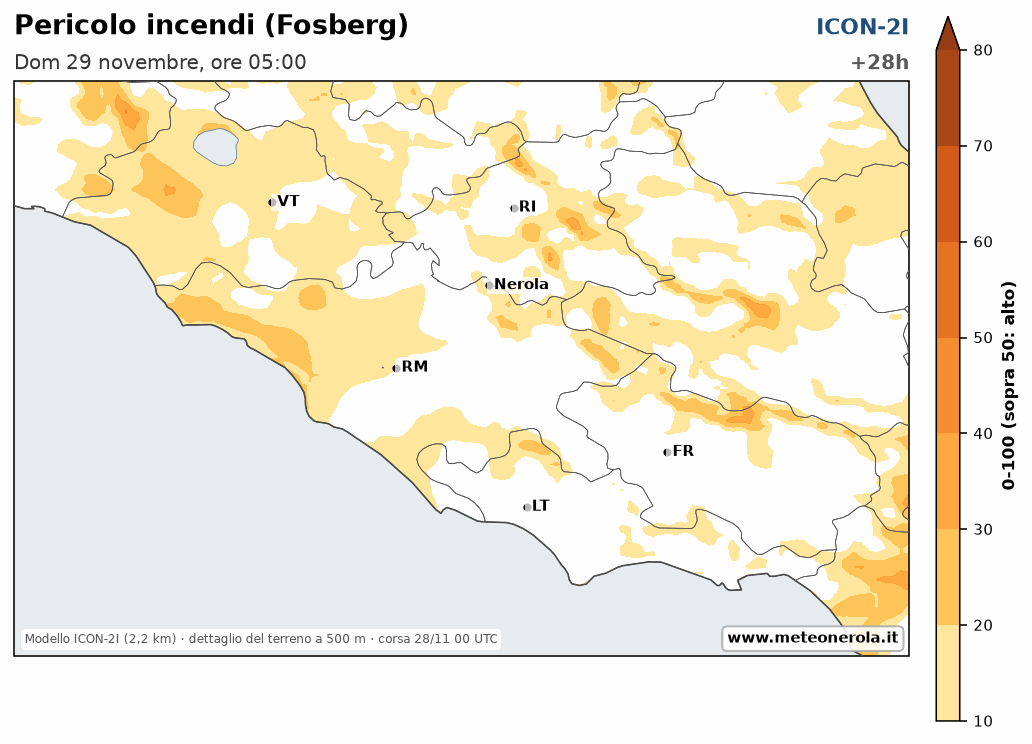 Pericolo incendi (Fosberg)
ICON-2I
Dom 29 novembre, ore 05:00
+28h
VT
RI
Nerola
RM
FR
LT
80
70
60
50
40
30
20
10
0-100 (sopra 50: alto)
Modello ICON-2I (2,2 km) · dettaglio del terreno a 500 m · corsa 28/11 00 UTC
www.meteonerola.it